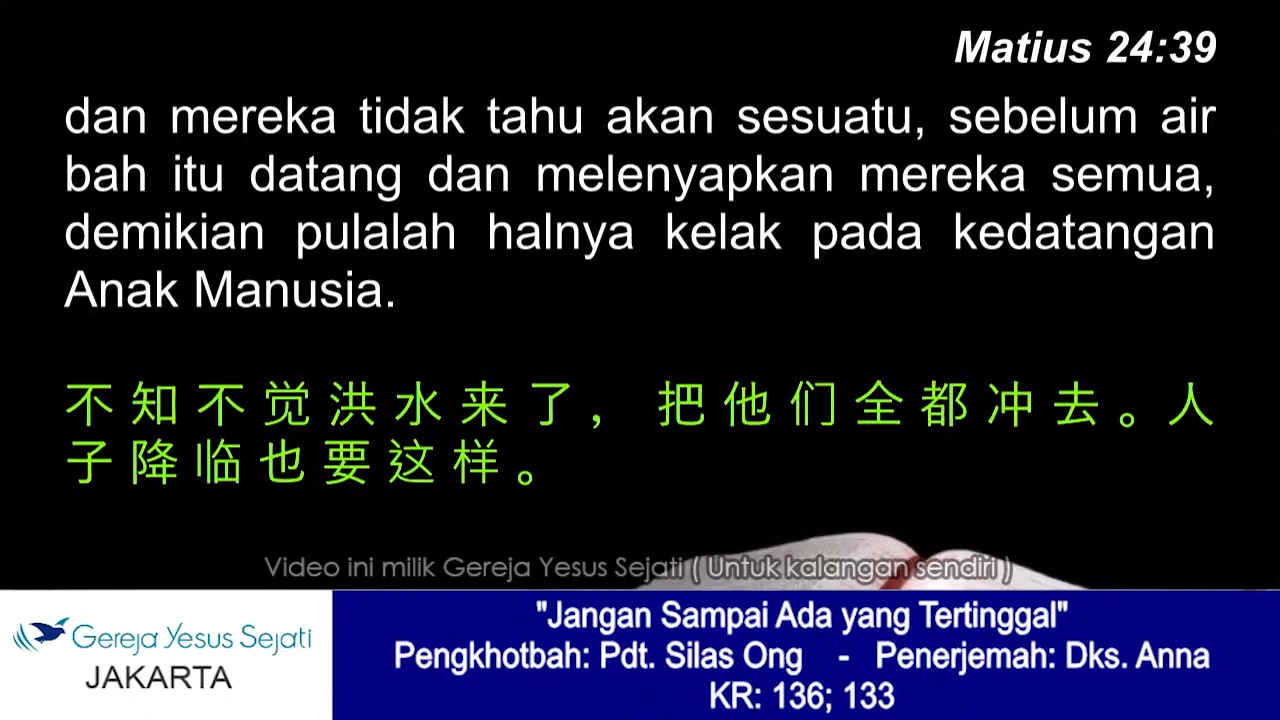 Matius 24:39
dan mereka tidak tahu akan sesuatu, sebelum air
bah itu datang dan melenyapkan mereka semua,
demikian pulalah halnya kelak pada kedatangan
Anak Manusia.
不知不觉洪水来了，把他们全都冲去。人
子降临也要这样。
Video ini milik Gereja Yesus Sejati ( Untuk kalangan sendiri )
Gereja Yesus Sejati
JAKARTA
"Jangan Sampai Ada yang Tertinggal"
Pengkhotbah: Pdt. Silas Ong - Penerjemah: Dks. Anna
KR: 136; 133